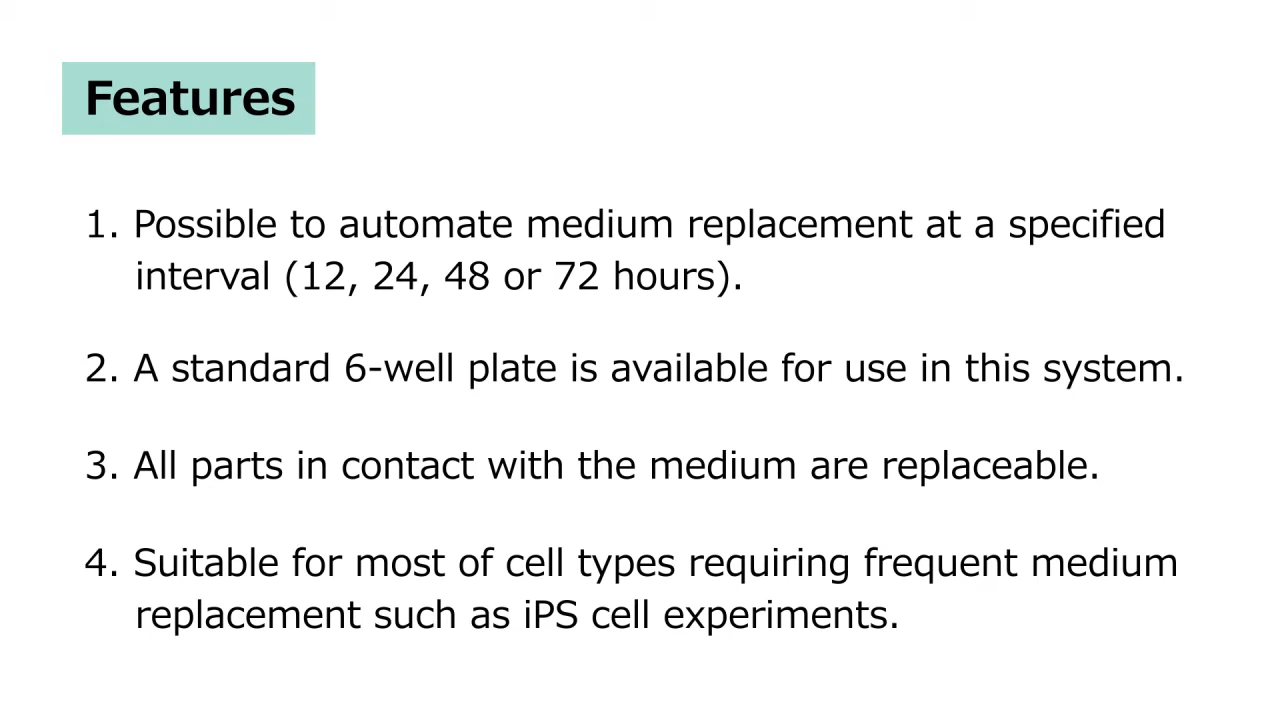 Features
1. Possible to automate medium replacement at a specified
interval (12, 24, 48 or 72 hours).
2. A standard 6-well plate is available for use in this system.
3. All parts in contact with the medium are replaceable.
4. Suitable for most of cell types requiring frequent medium
replacement such as iPS cell experiments.